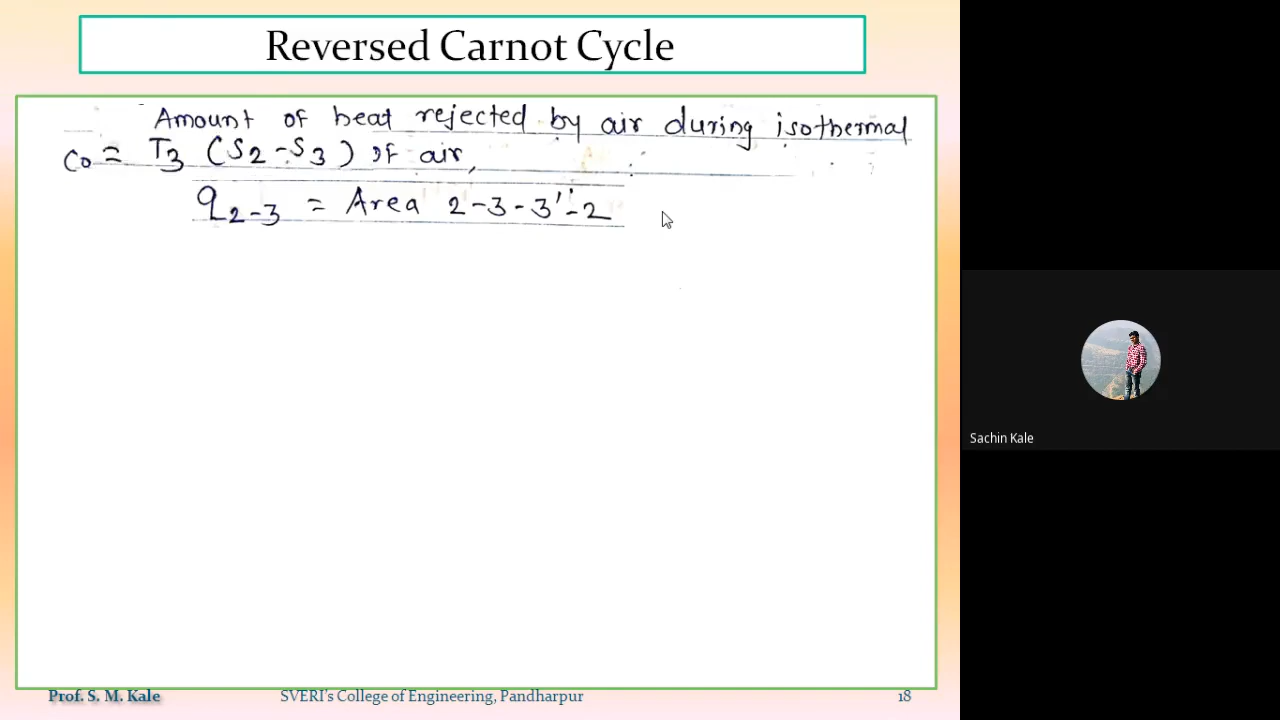 Reversed Carnot Cycle
Amount of heat rejected by air during isothermal
Co = T3 (S2-S3) of air,
q2-3 = Area 2-3-3'-2
Sachin Kale
Prof. S. M. Kale SVERI's College of Engineering, Pandharpur 18